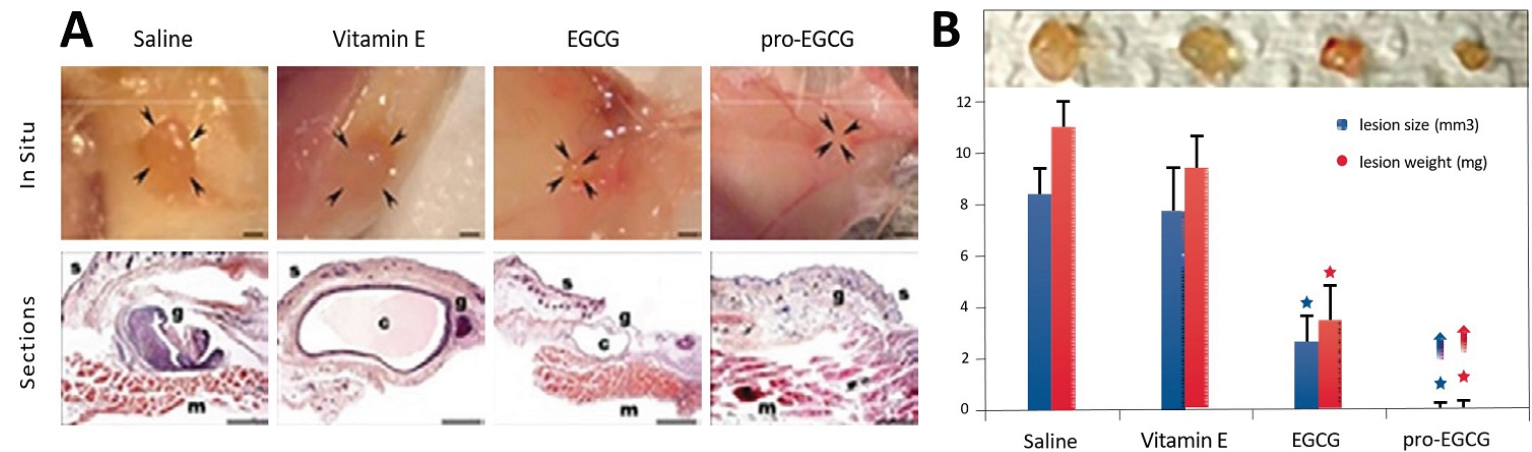 A
Saline
Vitamin E
EGCG
pro-EGCG
In Situ
Sections
s
g
m
s
g
c
s
g
c
m
s
g
m
B
12
10
8
6
4
2
0
lesion size (mm3)
lesion weight (mg)
Saline
Vitamin E
EGCG
pro-EGCG